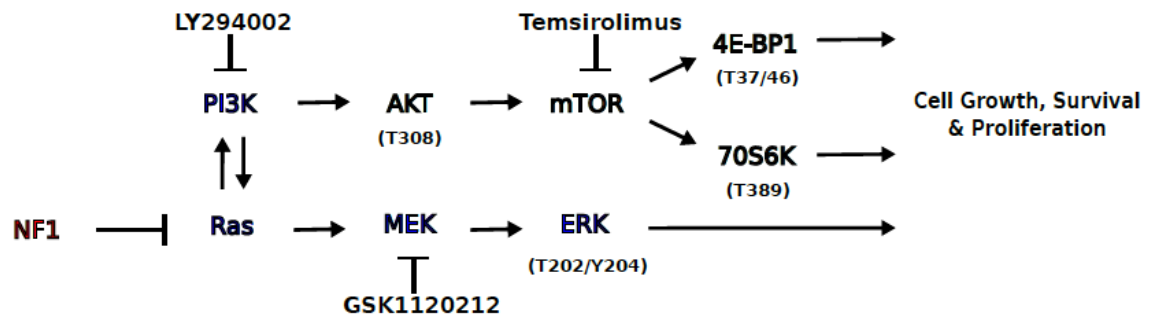 LY294002
Temsirolimus
4E-BP1
(T37/46)
PI3K
AKT
(T308)
mTOR
Cell Growth, Survival
& Proliferation
70S6K
(T389)
NF1
Ras
MEK
ERK
(T202/Y204)
GSK1120212